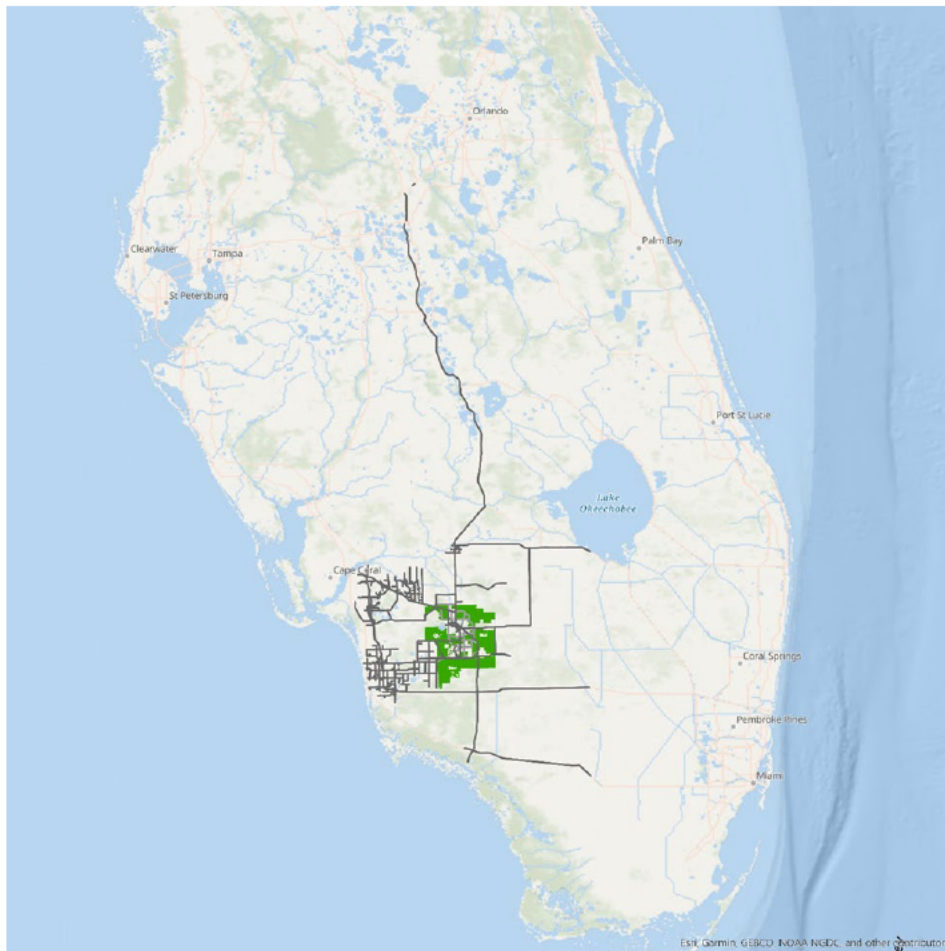 Orlando
Clearwater
Tampa
St Petersburg
Palm Bay
Port St Lucie
Lake
Okeechobee
Cape Coral
Coral Springs
Pembroke Pines
Miami
Esri, Garmin, GEBCO, NOAA NGDC, and other contributor